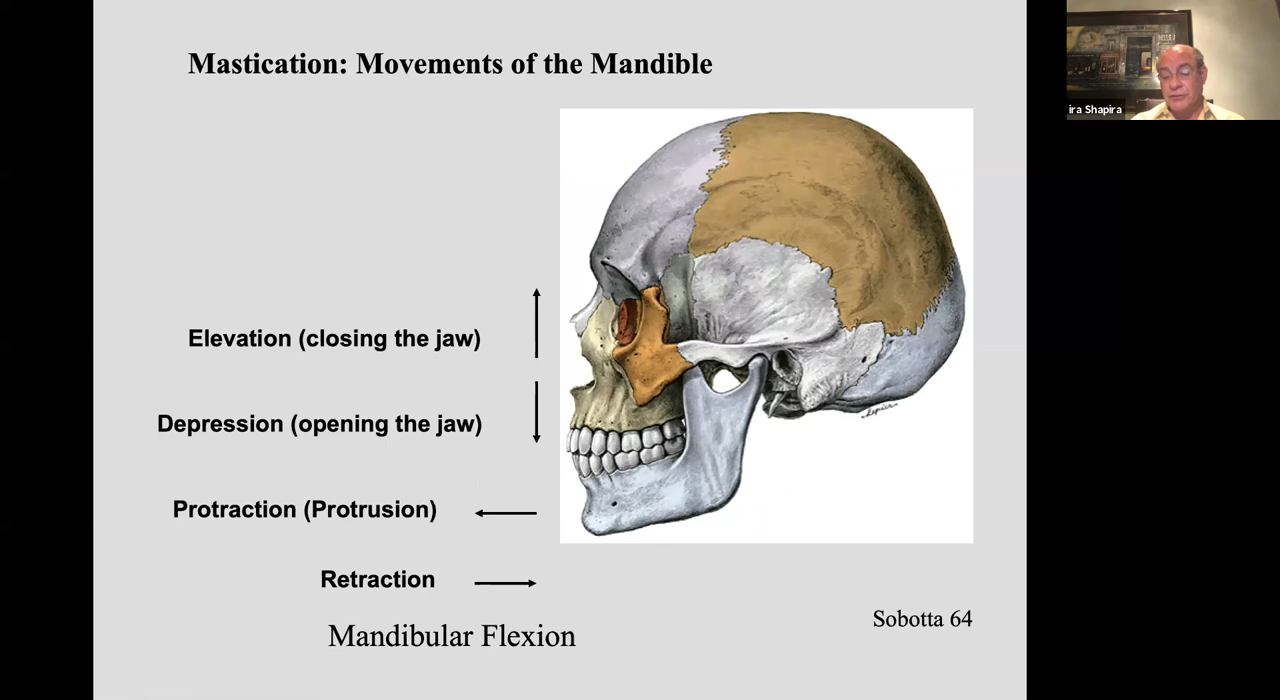 Mastication: Movements of the Mandible
ira Shapira
Elevation (closing the jaw)
Depression (opening the jaw)
Protraction (Protrusion)
Retraction
Sobotta 64
Mandibular Flexion